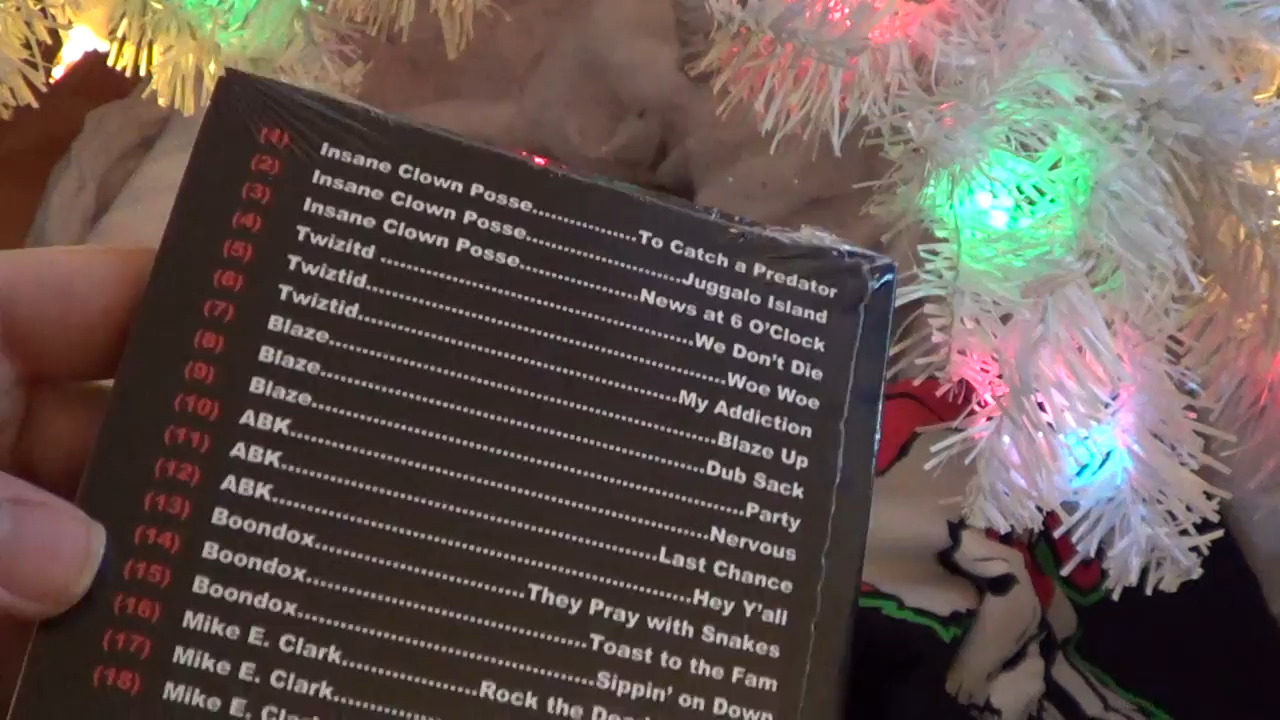 (1) Insane Clown Posse..............To Catch a Predator
(2) Insane Clown Posse.....................Juggalo Island
(3) Insane Clown Posse................News at 6 O'Clock
(4) Twizitd ..........................................We Don't Die
(5) Twiztid................................................Woe Woe
(6) Twiztid...........................................My Addiction
(7) Blaze....................................................Blaze Up
(8) Blaze...................................................Dub Sack
(9) Blaze.........................................................Party
(10) ABK......................................................Nervous
(11) ABK.................................................Last Chance
(12) ABK.......................................................Hey Y'all
(13) Boondox............................They Pray with Snakes
(14) Boondox.....................................Toast to the Fam
(15) Boondox.......................................Sippin' on Down
(16) Mike E. Clark..................Rock the
(17) Mike E. Clark..............
(18) Mike E.